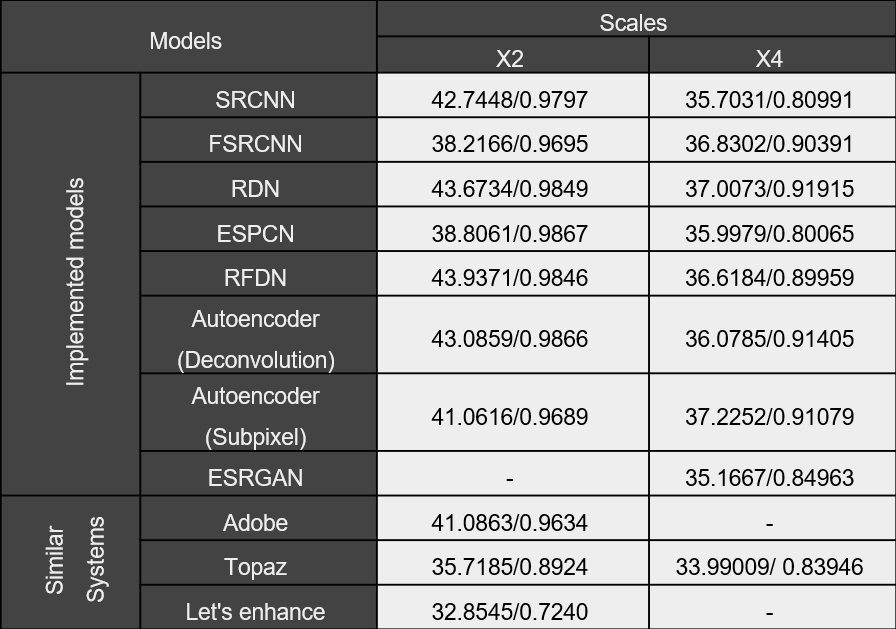 Models
Scales
X2 X4
Implemented models
SRCNN 42.7448/0.9797 35.7031/0.80991
FSRCNN 38.2166/0.9695 36.8302/0.90391
RDN 43.6734/0.9849 37.0073/0.91915
ESPCN 38.8061/0.9867 35.9979/0.80065
RFDN 43.9371/0.9846 36.6184/0.89959
Autoencoder
(Deconvolution) 43.0859/0.9866 36.0785/0.91405
Autoencoder
(Subpixel) 41.0616/0.9689 37.2252/0.91079
ESRGAN - 35.1667/0.84963
Similar
Systems
Adobe 41.0863/0.9634 -
Topaz 35.7185/0.8924 33.99009/ 0.83946
Let's enhance 32.8545/0.7240 -